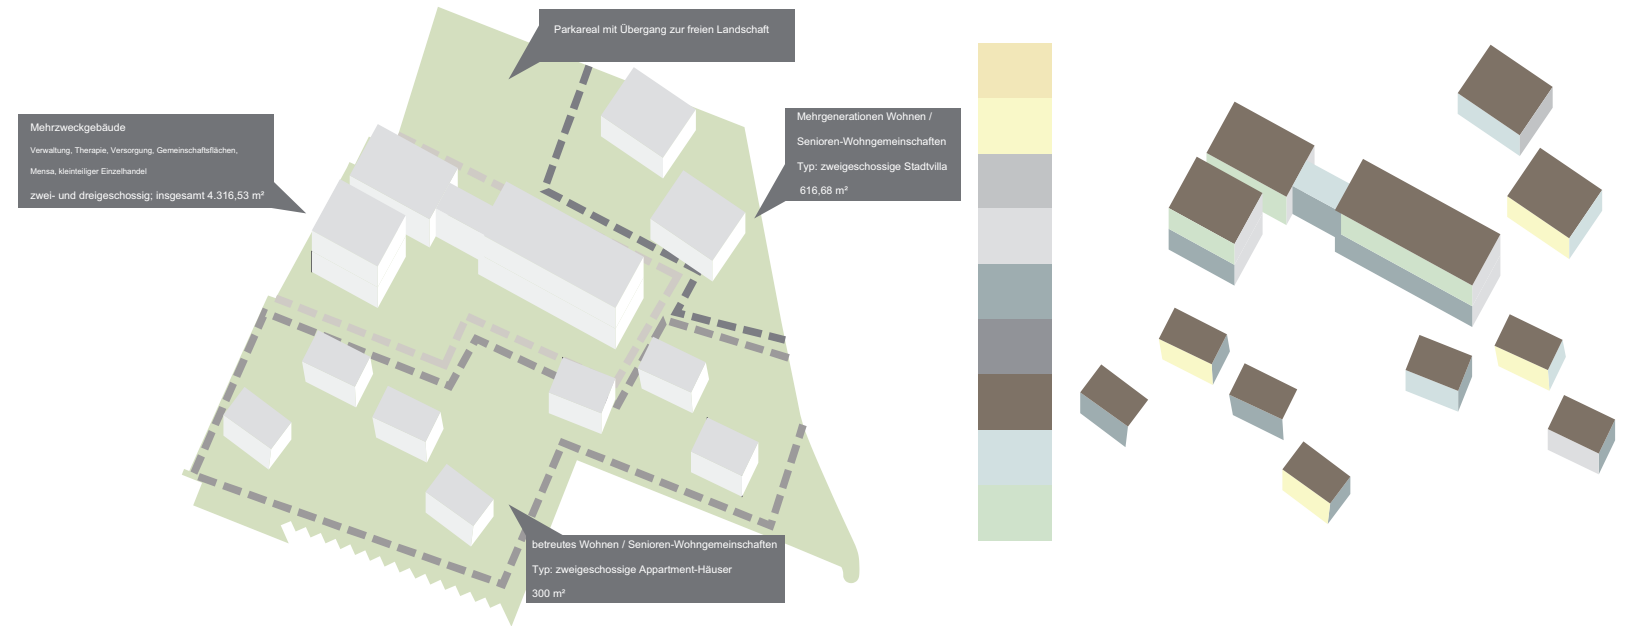 Parkareal mit Übergang zur freien Landschaft
Mehrzweckgebäude
Verwaltung, Therapie, Versorgung, Gemeinschaftsflächen,
Mensa, kleinteiliger Einzelhandel
zwei- und dreigeschossig; insgesamt 4.316,53 m²
Mehrgenerationen Wohnen /
Senioren-Wohngemeinschaften
Typ: zweigeschossige Stadtvilla
616,68 m²
betreutes Wohnen / Senioren-Wohngemeinschaften
Typ: zweigeschossige Appartment-Häuser
300 m²